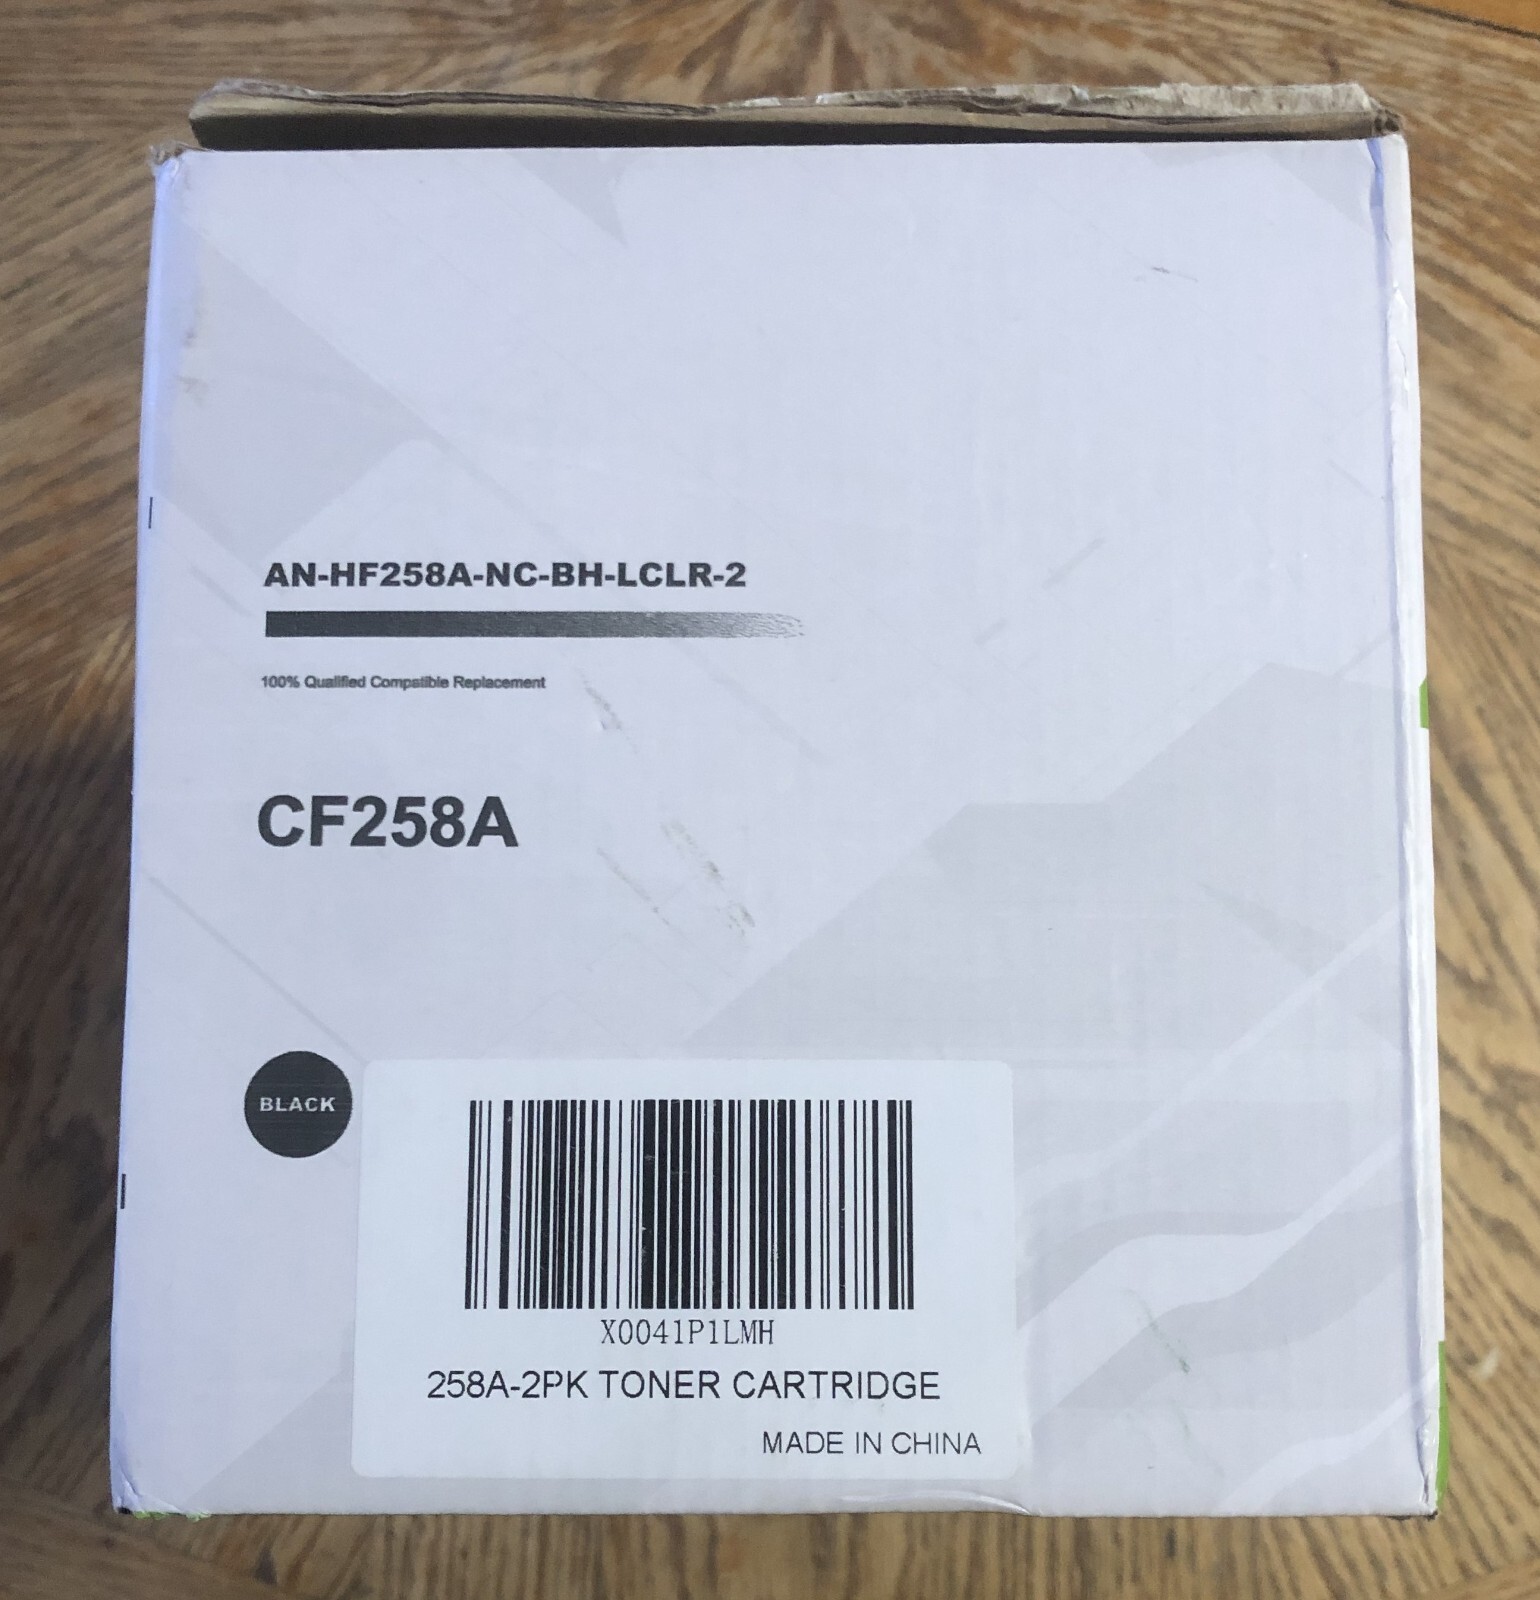 AN-HF258A-NC-BH-LCLR-2
100% Qualified Compatible Replacement
CF258A
BLACK
X0041P1LMH
258A-2PK TONER CARTRIDGE
MADE IN CHINA